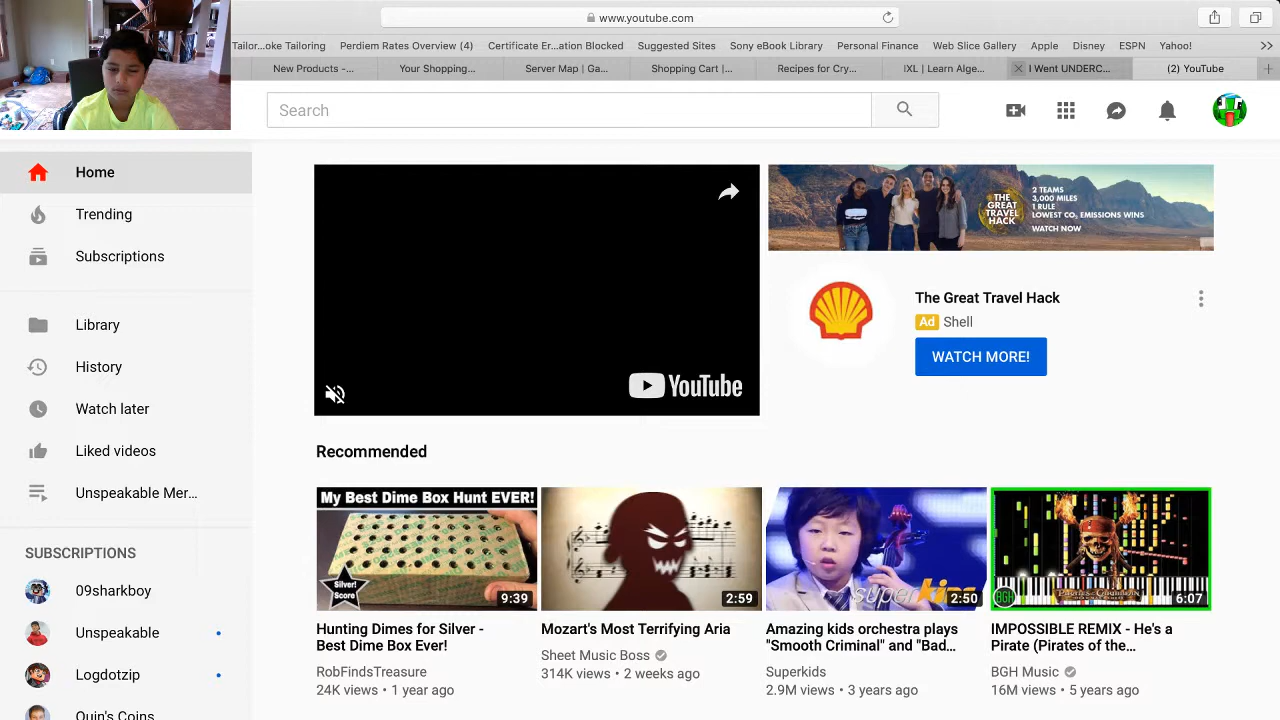 www.youtube.com
Tailor...oke Tailoring Perdiem Rates Overview (4) Certificate Er...ation Blocked Suggested Sites Sony eBook Library Personal Finance Web Slice Gallery Apple Disney ESPN Yahoo!
New Products -... Your Shopping... Server Map | Ga... Shopping Cart |... Recipes for Cry... IXL | Learn Alge... I Went UNDERC... (2) YouTube
Search
Home
Trending
Subscriptions
Library
History
Watch later
Liked videos
Unspeakable Mer...
SUBSCRIPTIONS
09sharkboy
Unspeakable
Logdotzip
Quin's Coins
YouTube
THE GREAT TRAVEL HACK
2 TEAMS
3,000 MILES
1 RULE
LOWEST CO₂ EMISSIONS WINS
WATCH NOW
The Great Travel Hack
Ad Shell
WATCH MORE!
Recommended
My Best Dime Box Hunt EVER!
Silver!
Score
9:39
Hunting Dimes for Silver -
Best Dime Box Ever!
RobFindsTreasure
24K views • 1 year ago
2:59
Mozart's Most Terrifying Aria
Sheet Music Boss
314K views • 2 weeks ago
superkids
2:50
Amazing kids orchestra plays
"Smooth Criminal" and "Bad...
Superkids
2.9M views • 3 years ago
BGH
PIRATES of the CARIBBEAN
6:07
IMPOSSIBLE REMIX - He's a
Pirate (Pirates of the...
BGH Music
16M views • 5 years ago